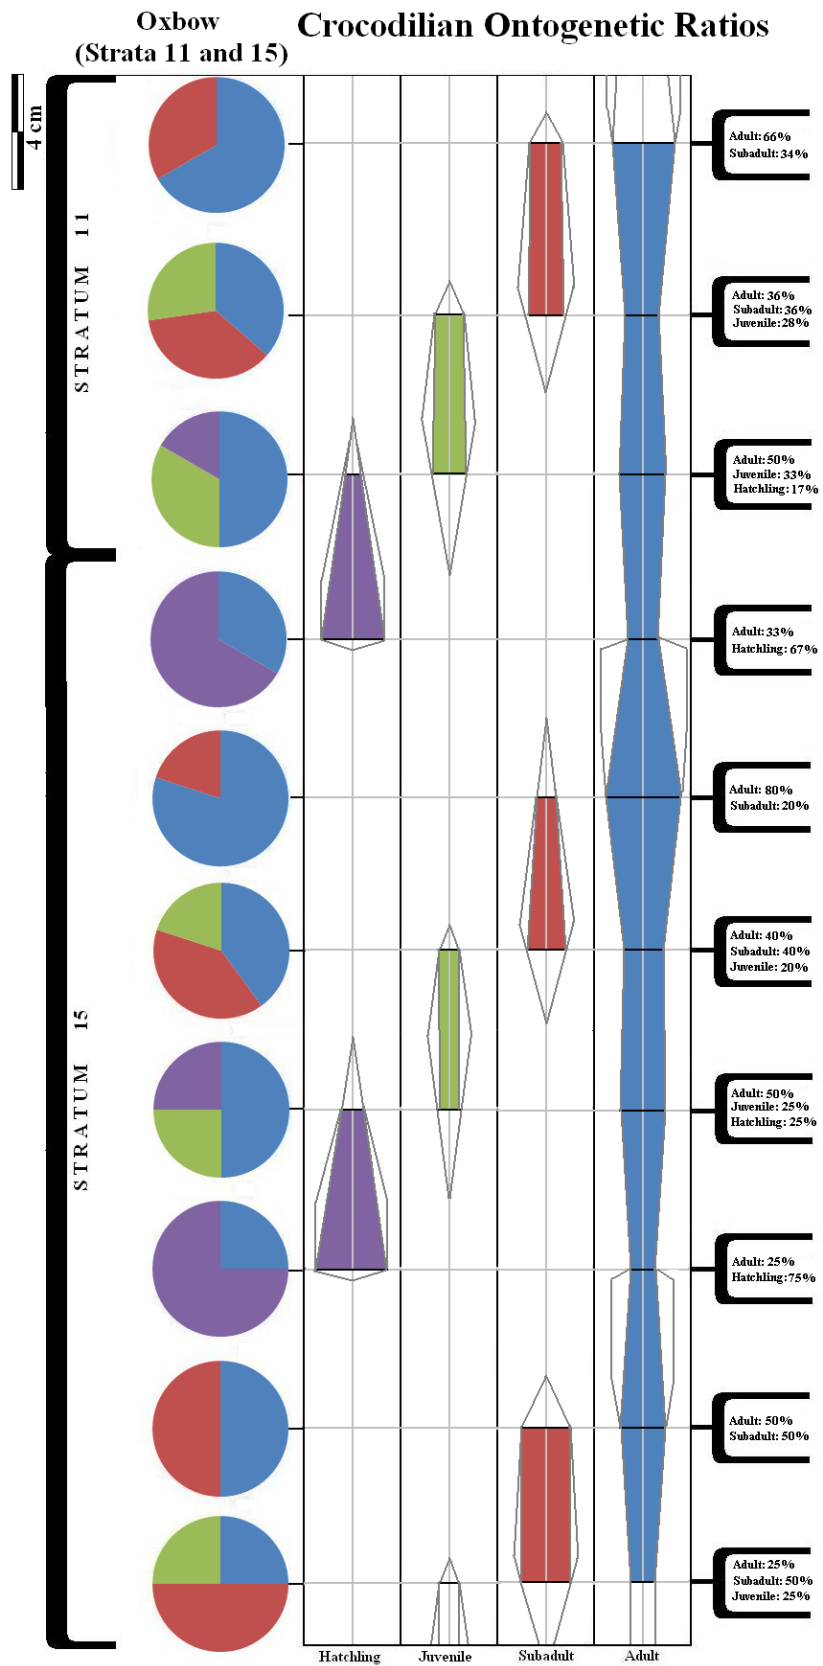 Oxbow
(Strata 11 and 15)
Crocodilian Ontogenetic Ratios
4 cm
STRATUM 11
STRATUM 15
Adult: 66%
Subadult: 34%
Adult: 36%
Subadult: 36%
Juvenile: 28%
Adult: 50%
Juvenile: 33%
Hatchling: 17%
Adult: 33%
Hatchling: 67%
Adult: 80%
Subadult: 20%
Adult: 40%
Subadult: 40%
Juvenile: 20%
Adult: 50%
Juvenile: 25%
Hatchling: 25%
Adult: 25%
Hatchling: 75%
Adult: 50%
Subadult: 50%
Adult: 25%
Subadult: 50%
Juvenile: 25%
Hatchling
Juvenile
Subadult
Adult